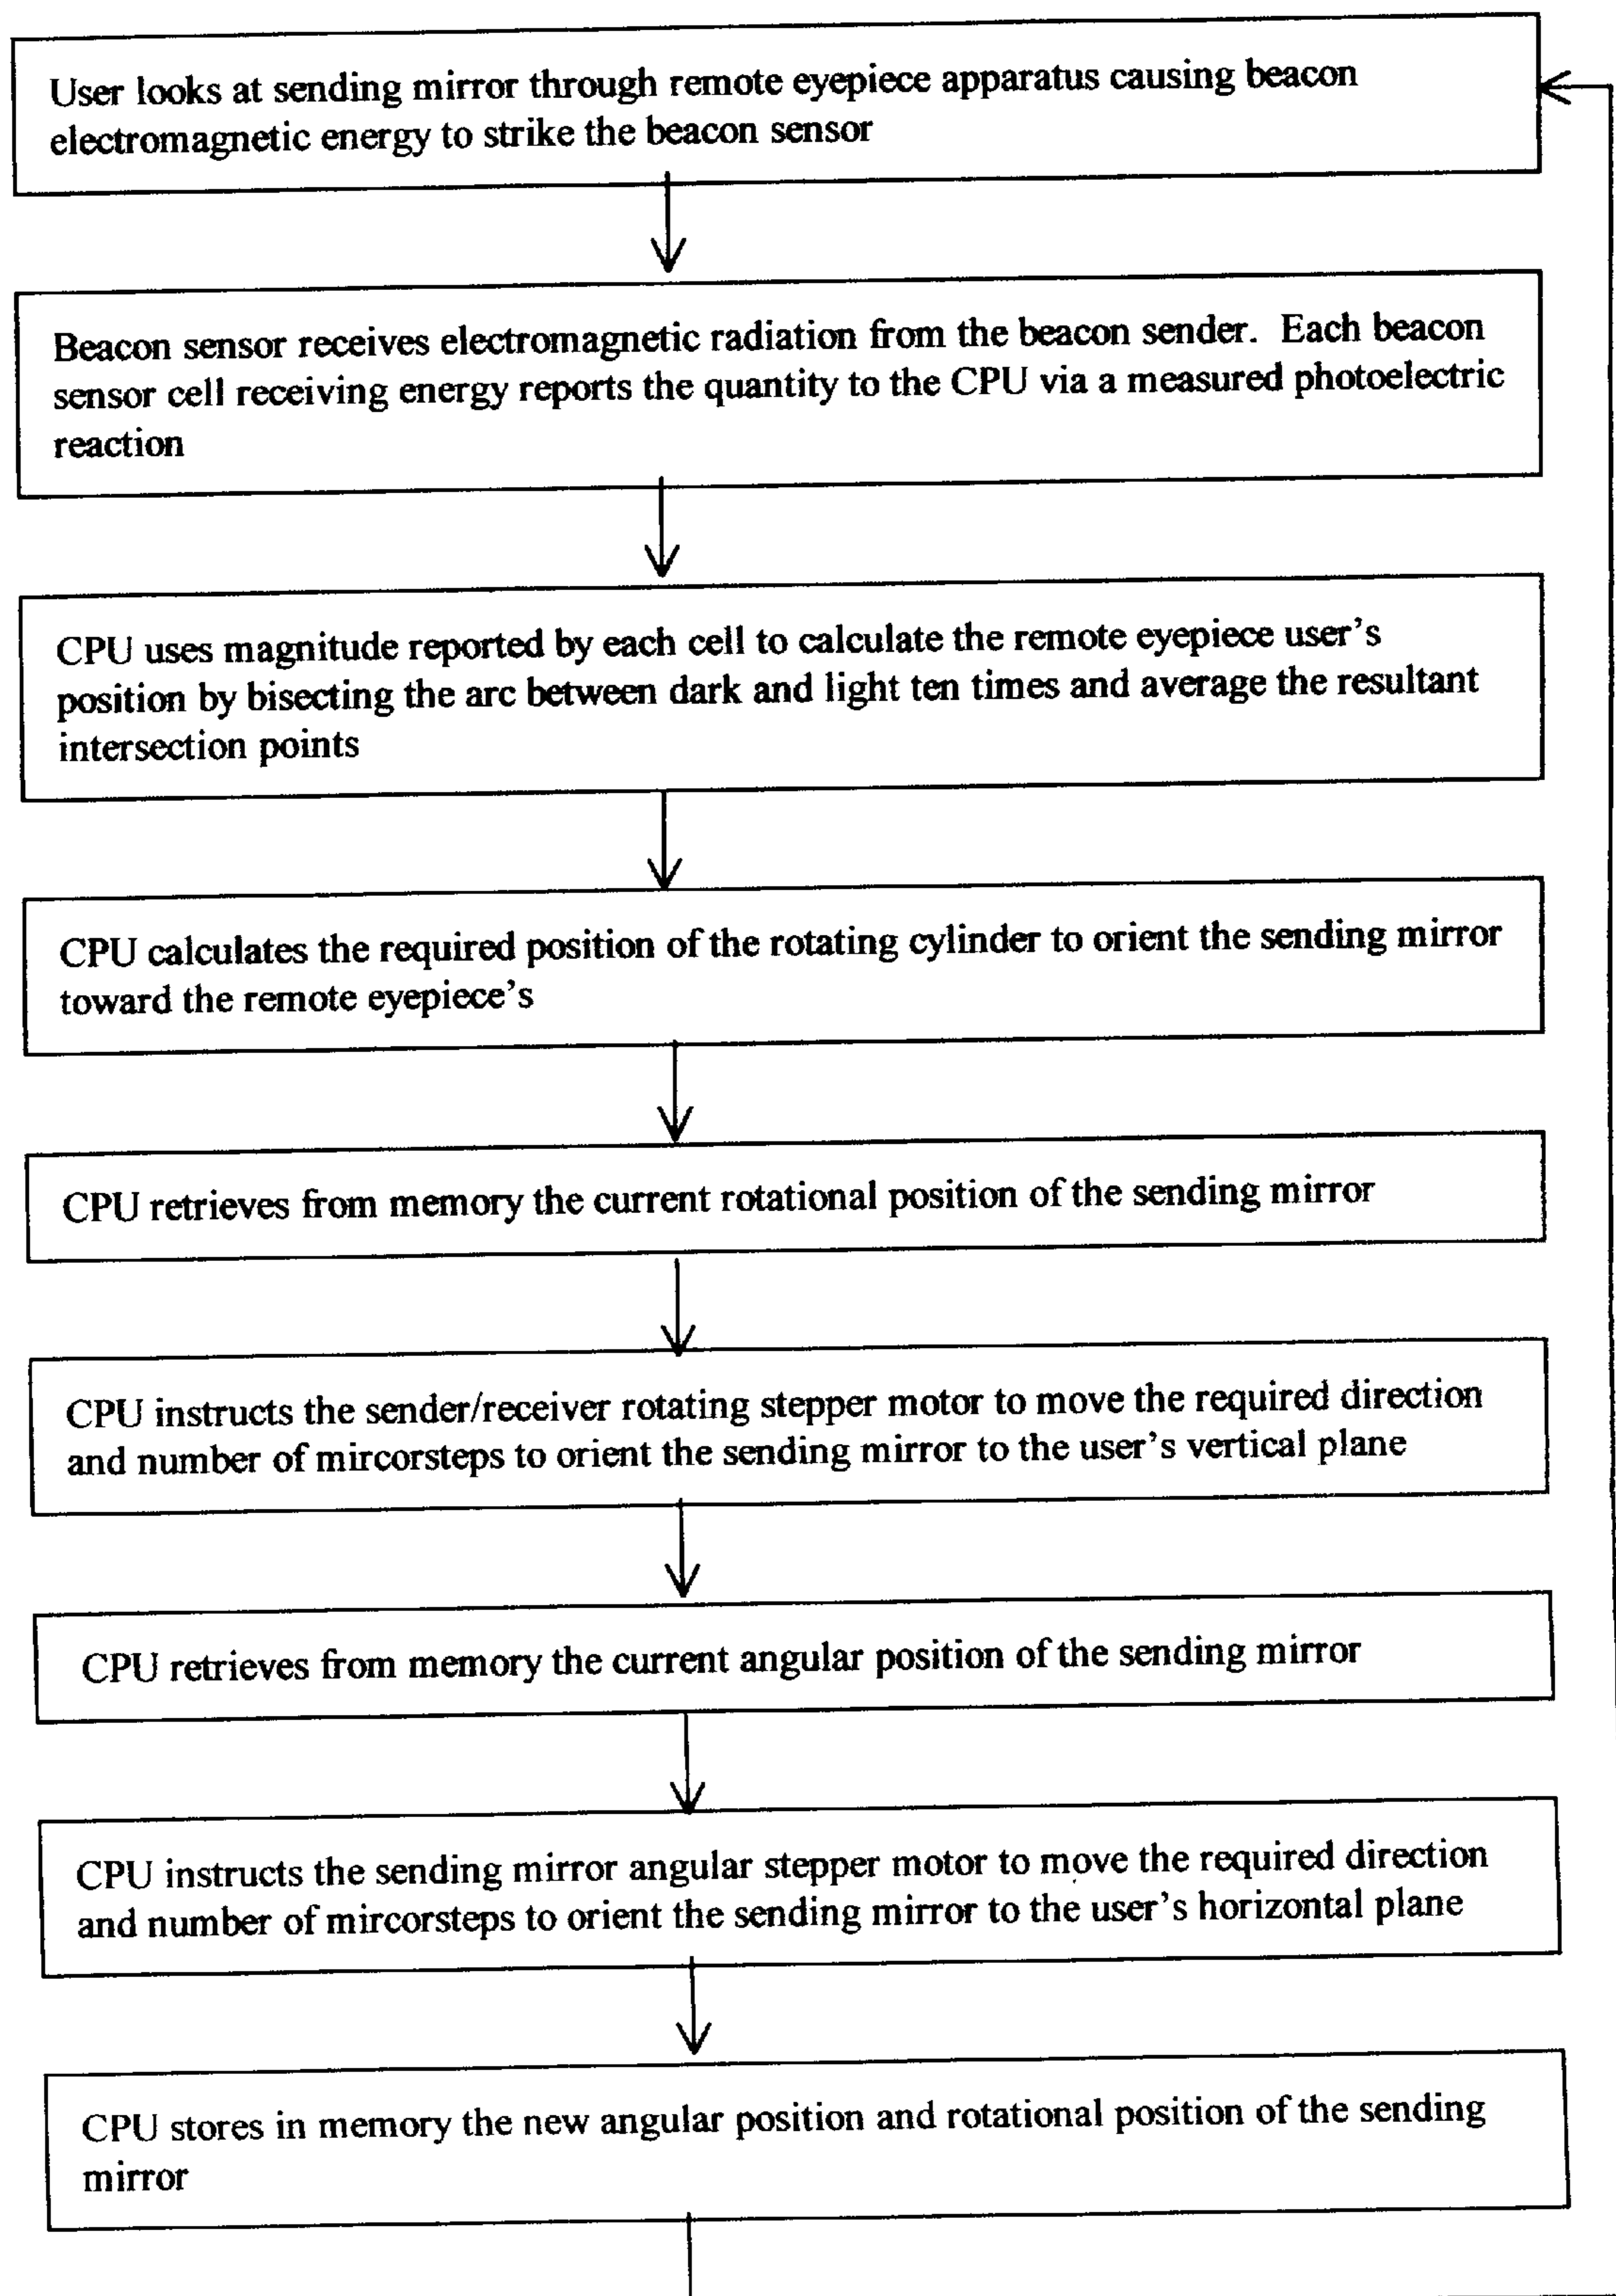 User looks at sending mirror through remote eyepiece apparatus causing beacon
electromagnetic energy to strike the beacon sensor
Beacon sensor receives electromagnetic radiation from the beacon sender. Each beacon
sensor cell receiving energy reports the quantity to the CPU via a measured photoelectric
reaction
CPU uses magnitude reported by each cell to calculate the remote eyepiece user's
position by bisecting the arc between dark and light ten times and average the resultant
intersection points
CPU calculates the required position of the rotating cylinder to orient the sending mirror
toward the remote eyepiece's
CPU retrieves from memory the current rotational position of the sending mirror
CPU instructs the sender/receiver rotating stepper motor to move the required direction
and number of mircorsteps to orient the sending mirror to the user's vertical plane
CPU retrieves from memory the current angular position of the sending mirror
CPU instructs the sending mirror angular stepper motor to move the required direction
and number of mircorsteps to orient the sending mirror to the user's horizontal plane
CPU stores in memory the new angular position and rotational position of the sending
mirror